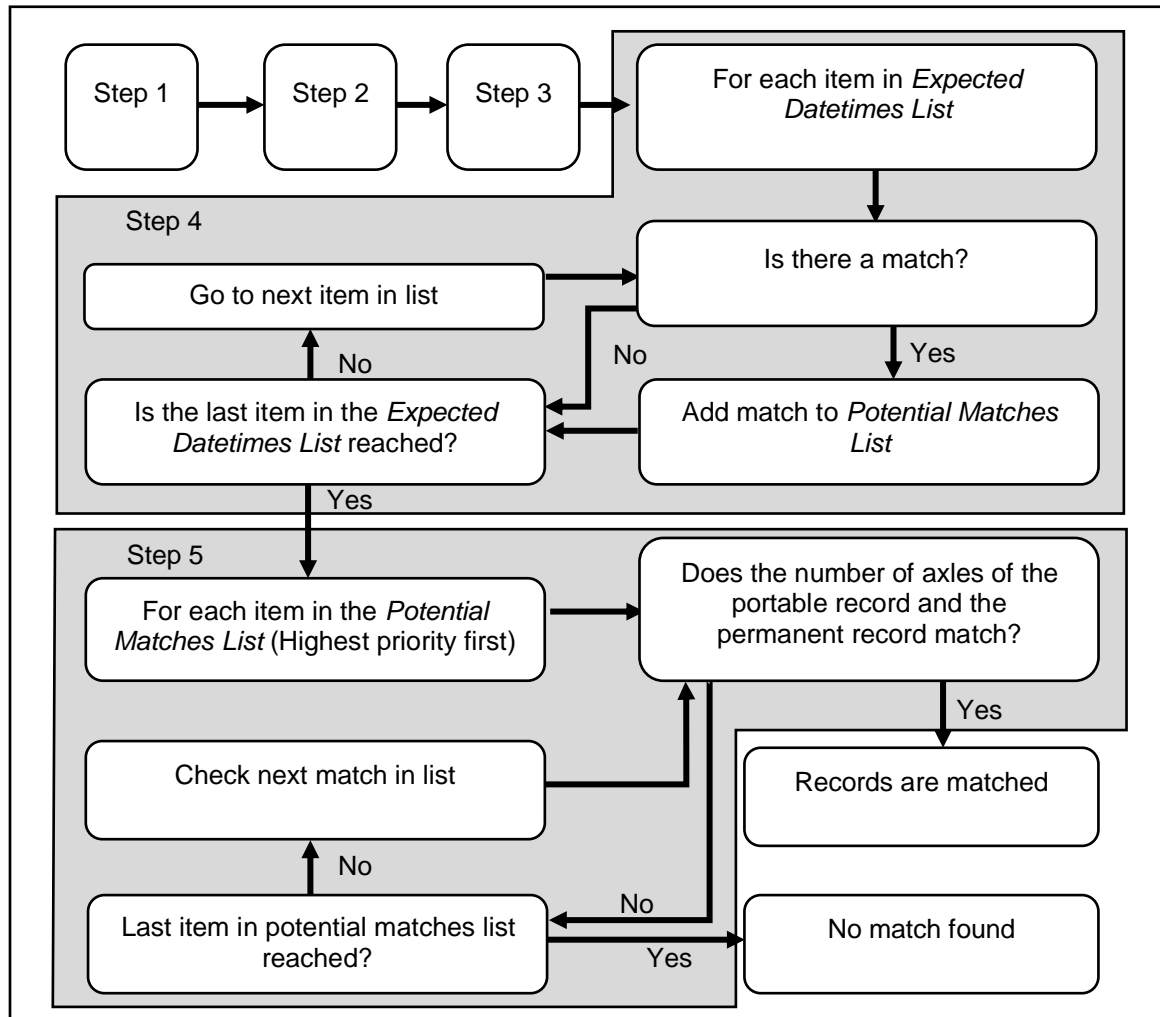 Step 1
Step 2
Step 3
For each item in Expected
Datetimes List
Step 4
Is there a match?
Go to next item in list
No
Yes
No
Is the last item in the Expected
Datetimes List reached?
Add match to Potential Matches
List
Yes
Step 5
For each item in the Potential
Matches List (Highest priority first)
Does the number of axles of the
portable record and the
permanent record match?
Yes
Check next match in list
Records are matched
No
No
Last item in potential matches list
reached?
Yes
No match found